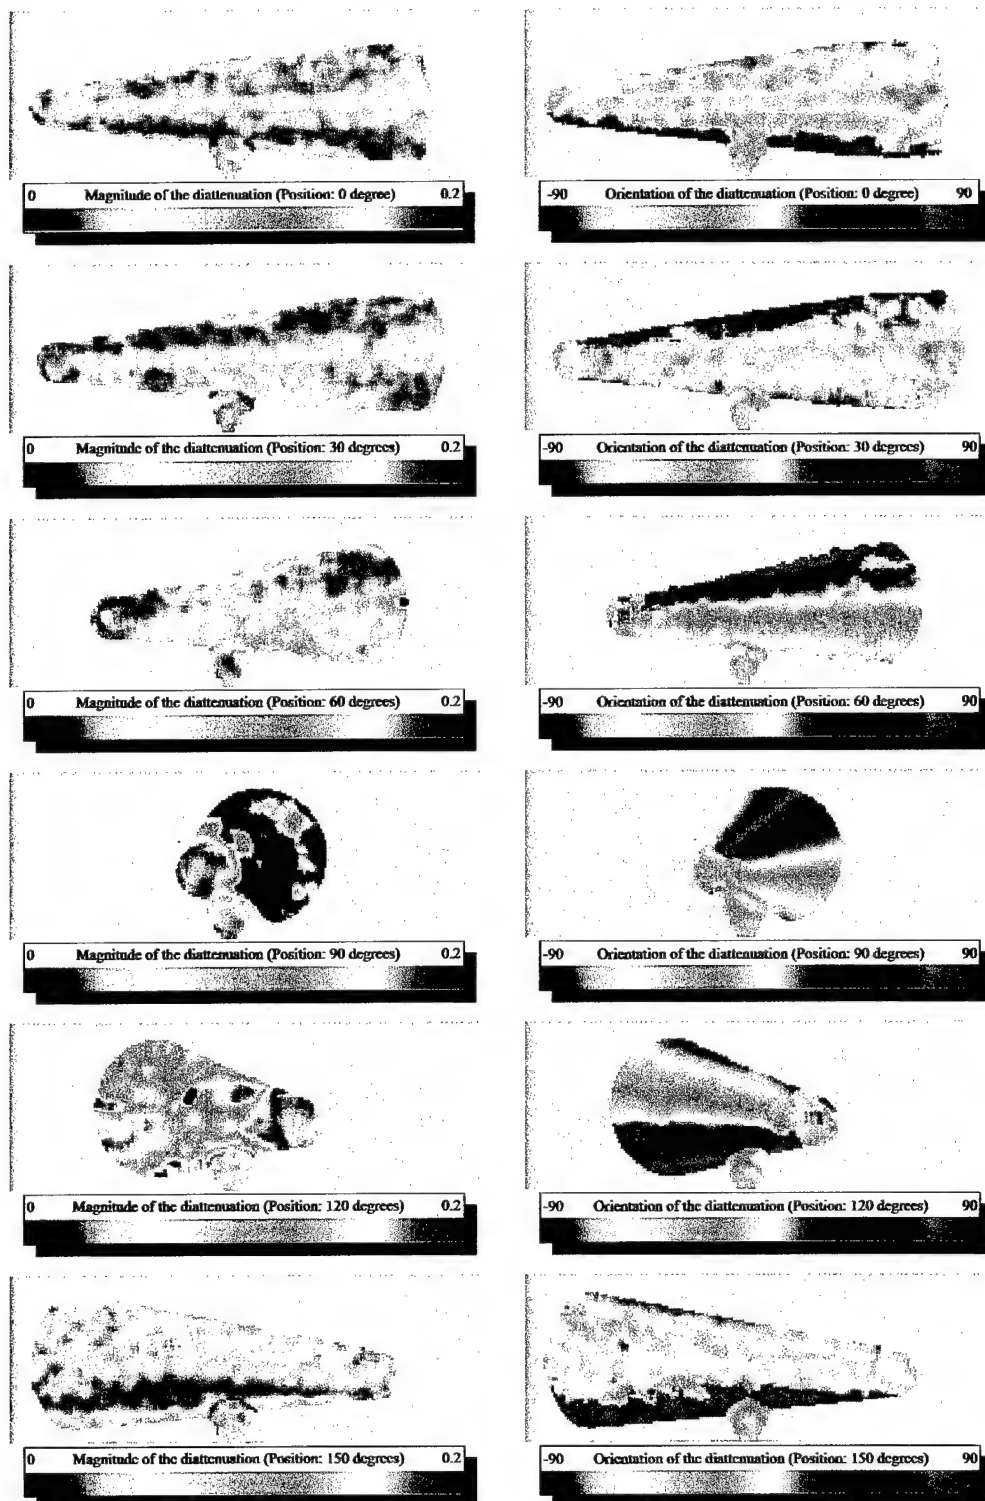 0 Magnitude of the diattenuation (Position: 0 degree) 0.2
-90 Orientation of the diattenuation (Position: 0 degree) 90
0 Magnitude of the diattenuation (Position: 30 degrees) 0.2
-90 Orientation of the diattenuation (Position: 30 degrees) 90
0 Magnitude of the diattenuation (Position: 60 degrees) 0.2
-90 Orientation of the diattenuation (Position: 60 degrees) 90
0 Magnitude of the diattenuation (Position: 90 degrees) 0.2
-90 Orientation of the diattenuation (Position: 90 degrees) 90
0 Magnitude of the diattenuation (Position: 120 degrees) 0.2
-90 Orientation of the diattenuation (Position: 120 degrees) 90
0 Magnitude of the diattenuation (Position: 150 degrees) 0.2
-90 Orientation of the diattenuation (Position: 150 degrees) 90